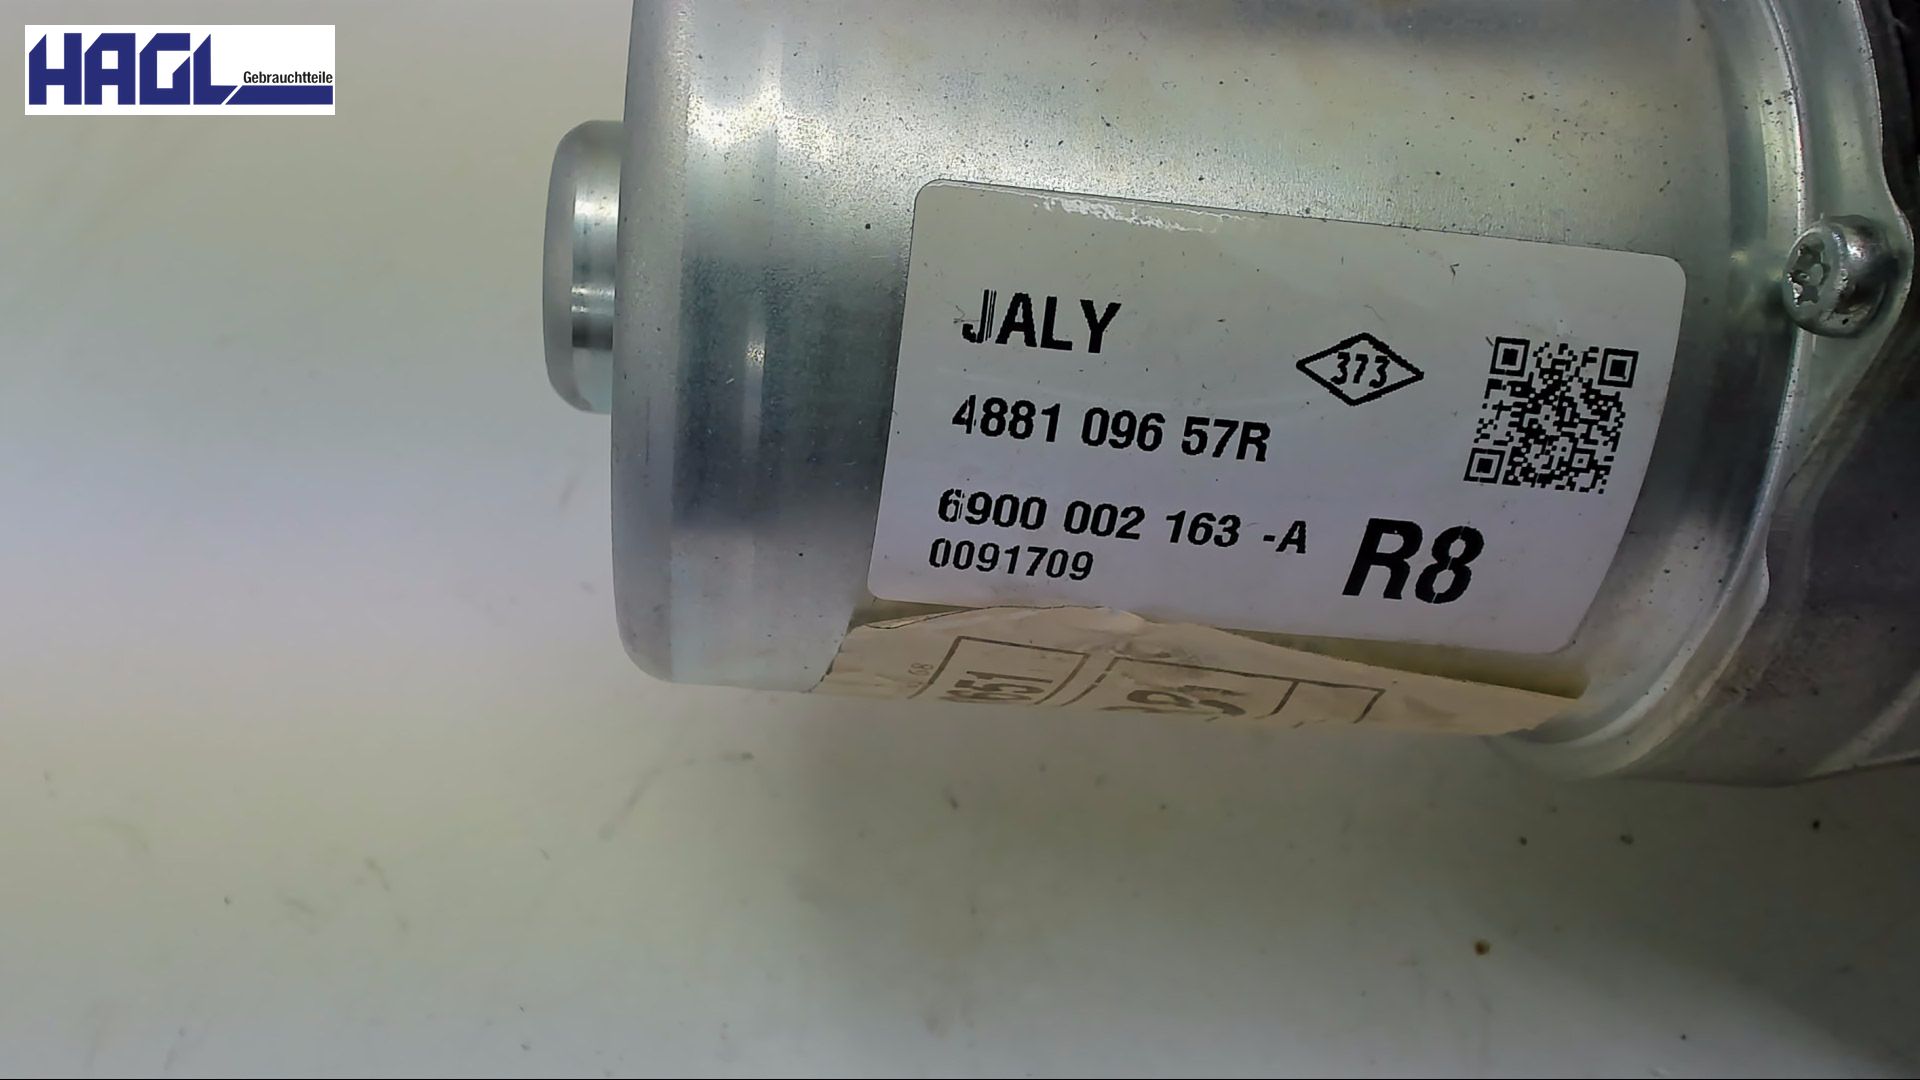 HAGL Gebrauchtteile
JALY
373
4881 096 57R
6900 002 163 -A
0091709
R8